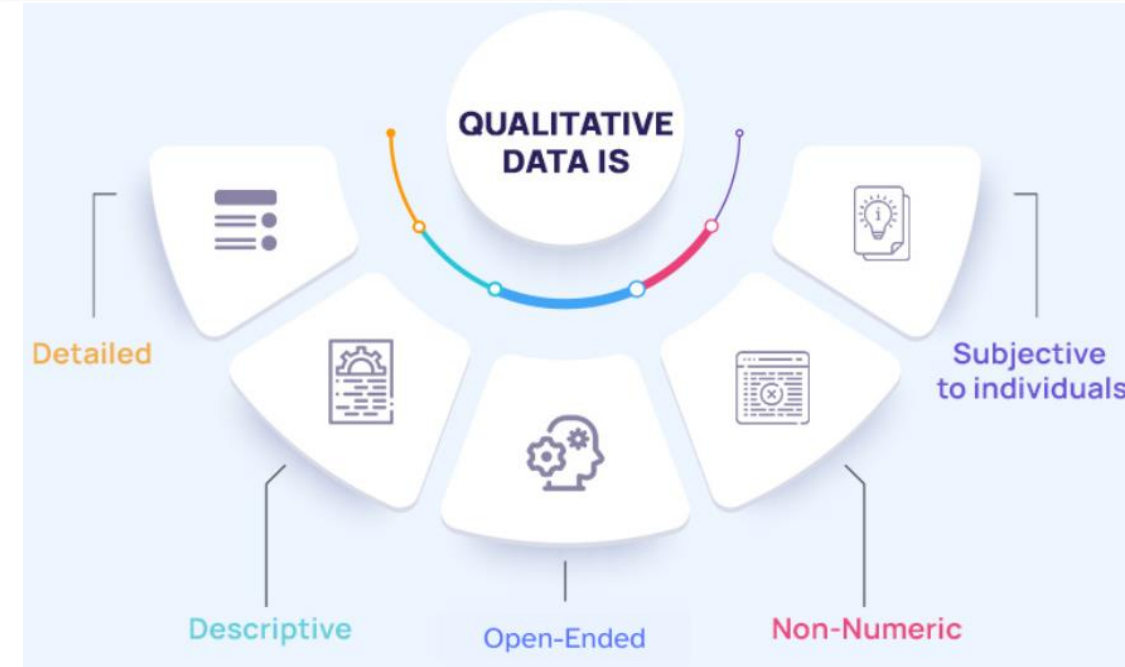 QUALITATIVE
DATA IS
Detailed
Descriptive
Open-Ended
Non-Numeric
Subjective
to individuals